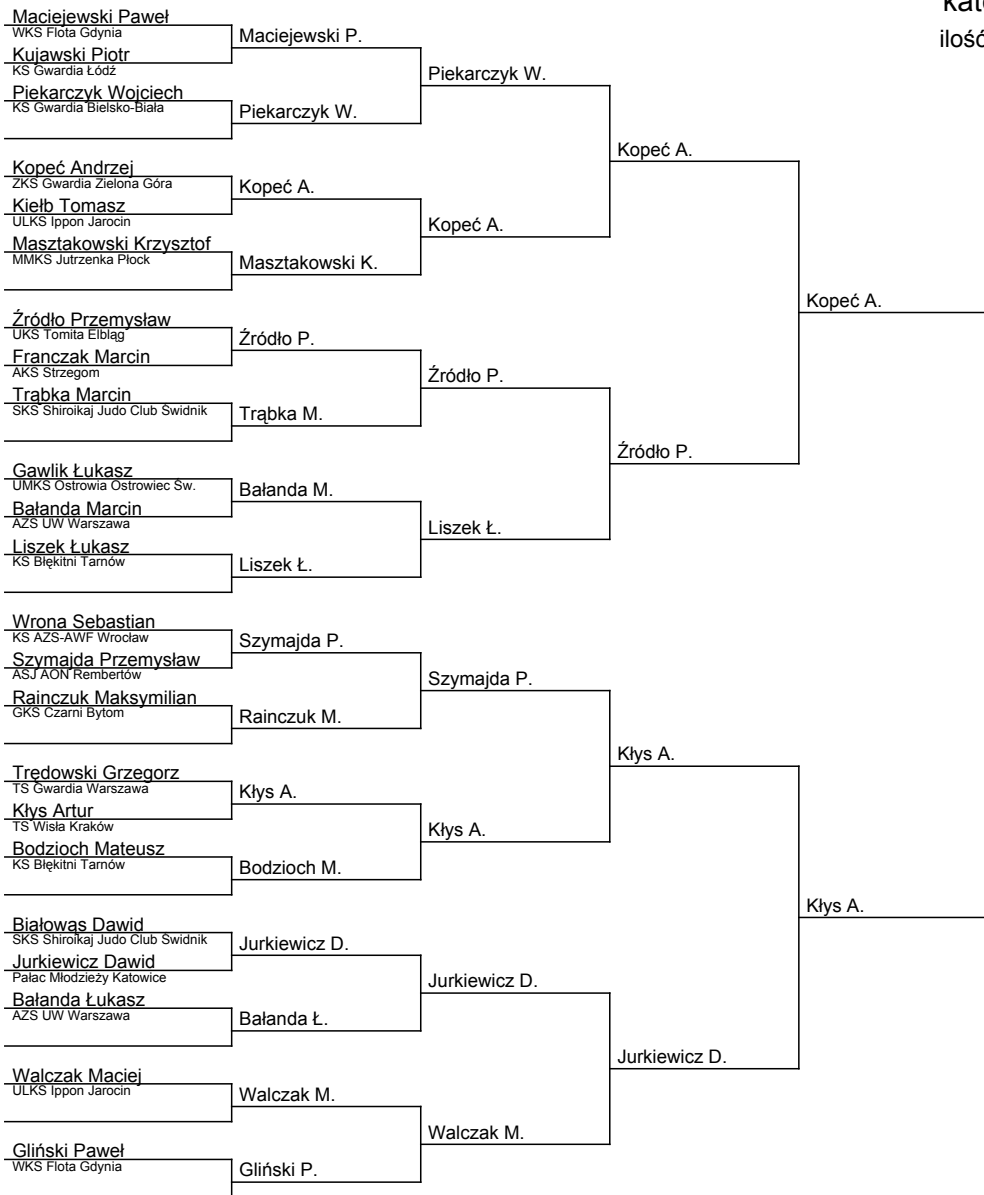 kate
ilość
Maciejewski Paweł
WKS Flota Gdynia
Kujawski Piotr
KS Gwardia Łódź
Piekarczyk Wojciech
KS Gwardia Bielsko-Biała
Kopeć Andrzej
ZKS Gwardia Zielona Góra
Kiełb Tomasz
ULKS Ippon Jarocin
Masztakowski Krzysztof
MMKS Jutrzenka Płock
Źródło Przemysław
UKS Tomita Elbląg
Franczak Marcin
AKS Strzegom
Trąbka Marcin
SKS Shiroikaj Judo Club Świdnik
Gawlik Łukasz
UMKS Ostrowia Ostrowiec Św.
Bałanda Marcin
AZS UW Warszawa
Liszek Łukasz
KS Błękitni Tarnów
Wrona Sebastian
KS AZS-AWF Wrocław
Szymajda Przemysław
ASJ AON Rembertów
Rainczuk Maksymilian
GKS Czarni Bytom
Trędowski Grzegorz
TS Gwardia Warszawa
Kłys Artur
TS Wisła Kraków
Bodzioch Mateusz
KS Błękitni Tarnów
Białowąs Dawid
SKS Shiroikaj Judo Club Świdnik
Jurkiewicz Dawid
Pałac Młodzieży Katowice
Bałanda Łukasz
AZS UW Warszawa
Walczak Maciej
ULKS Ippon Jarocin
Gliński Paweł
WKS Flota Gdynia
Maciejewski P.
Piekarczyk W.
Kopeć A.
Masztakowski K.
Źródło P.
Trąbka M.
Bałanda M.
Liszek Ł.
Szymajda P.
Rainczuk M.
Kłys A.
Bodzioch M.
Jurkiewicz D.
Bałanda Ł.
Walczak M.
Gliński P.
Piekarczyk W.
Kopeć A.
Źródło P.
Liszek Ł.
Szymajda P.
Kłys A.
Jurkiewicz D.
Walczak M.
Kopeć A.
Źródło P.
Kłys A.
Jurkiewicz D.
Kopeć A.
Kłys A.